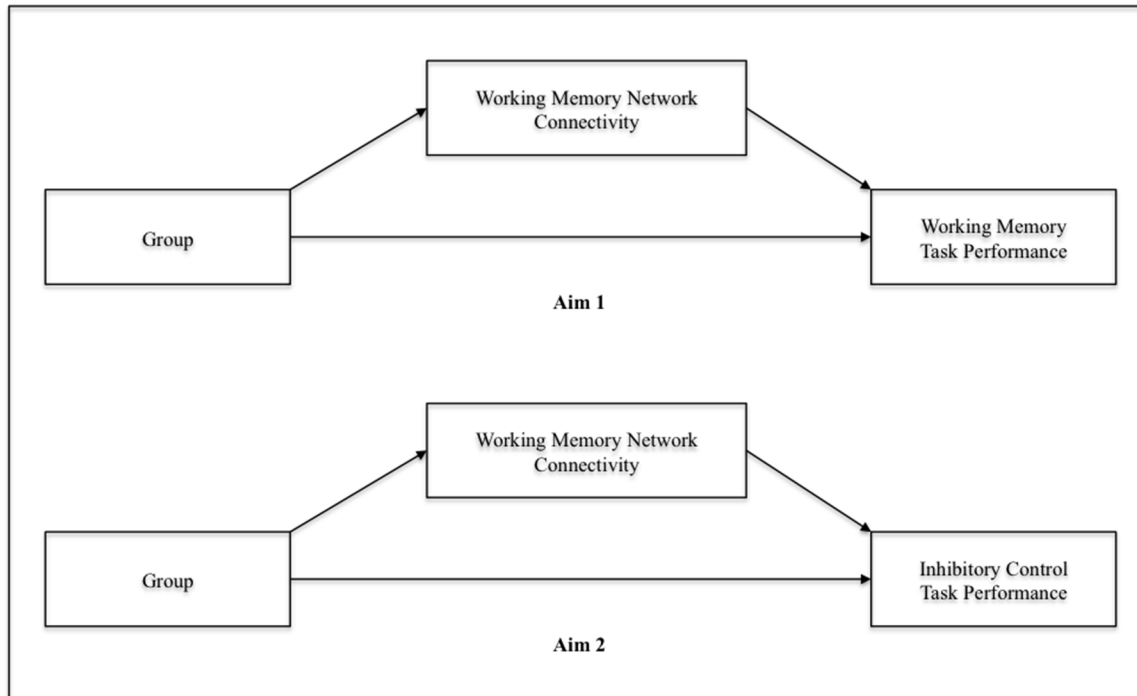 Working Memory Network
Connectivity
Group
Working Memory
Task Performance
Aim 1
Working Memory Network
Connectivity
Group
Inhibitory Control
Task Performance
Aim 2